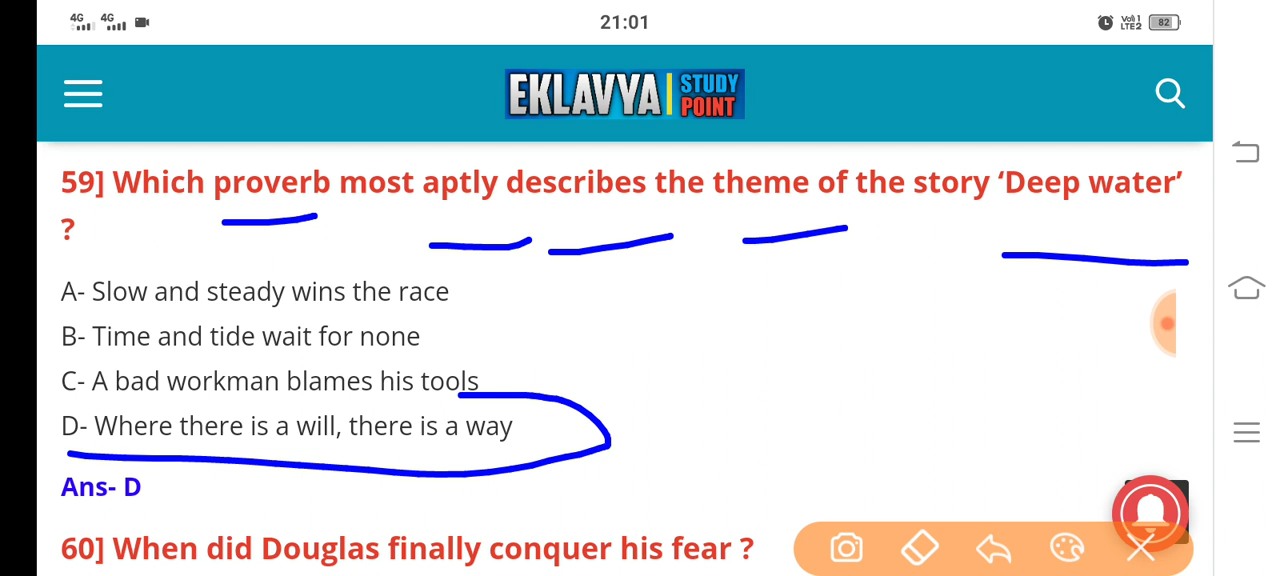 4G 4G 21:01 Vo) 1 LTE2 82
EKLAVYA STUDY POINT
59] Which proverb most aptly describes the theme of the story ‘Deep water’
?
A- Slow and steady wins the race
B- Time and tide wait for none
C- A bad workman blames his tools
D- Where there is a will, there is a way
Ans- D
60] When did Douglas finally conquer his fear ?